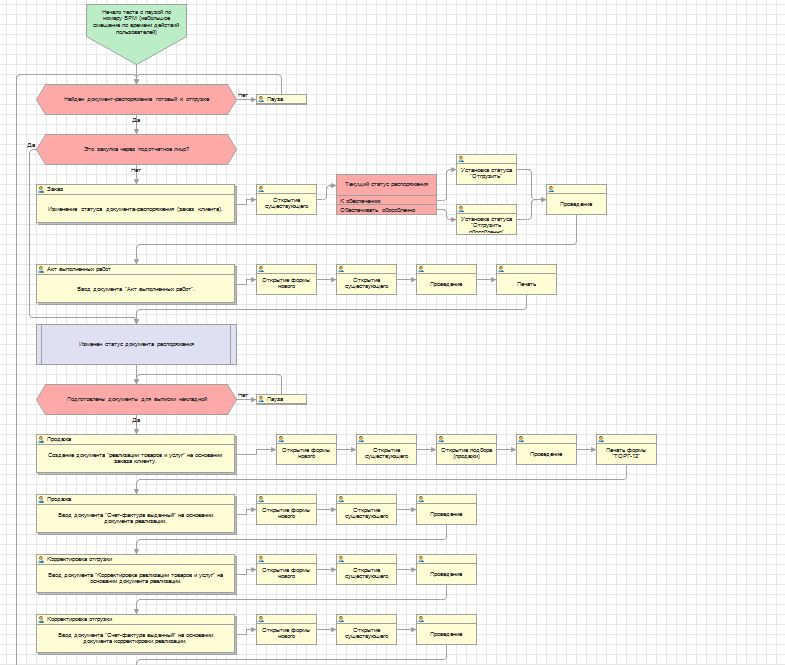 Начало теста с паузой по
номеру ВРМ (небольшое
смещение по времени действий
пользователей)
Найден документ-распоряжение готовый к отгрузке
Нет
Пауза
Да
Это закупка через подотчетное лицо?
Да
Нет
Заказ
Изменение статуса документа-распоряжения (заказ клиента).
Открытие
существующего
Текущий статус распоряжения
К обеспечению
Обеспечивать обособленно
Установка статуса
"Отгрузить"
Установка статуса
"Отгрузить
обособленно"
Проведение
Акт выполненных работ
Ввод документа "Акт выполненных работ".
Открытие формы
нового
Открытие
существующего
Проведение
Печать
Изменен статус документа распоряжения
Подготовлены документы для выписки накладной
Нет
Пауза
Да
Продажа
Создание документа "реализации товаров и услуг" на основании
заказа клиенту.
Открытие формы
нового
Открытие
существующего
Открытие подбора
(продажи)
Проведение
Печать формы
"ТОРГ-12"
Продажа
Ввод документа "Счет-фактура выданный" на основании
документа реализации.
Открытие формы
нового
Открытие
существующего
Проведение
Корректировка отгрузки
Ввод документа "Корректировка реализации товаров и услуг" на
основании документа реализации.
Открытие формы
нового
Открытие
существующего
Проведение
Корректировка отгрузки
Ввод документа "Счет-фактура выданный" на основании
документа корректировки реализации.
Открытие формы
нового
Открытие
существующего
Проведение